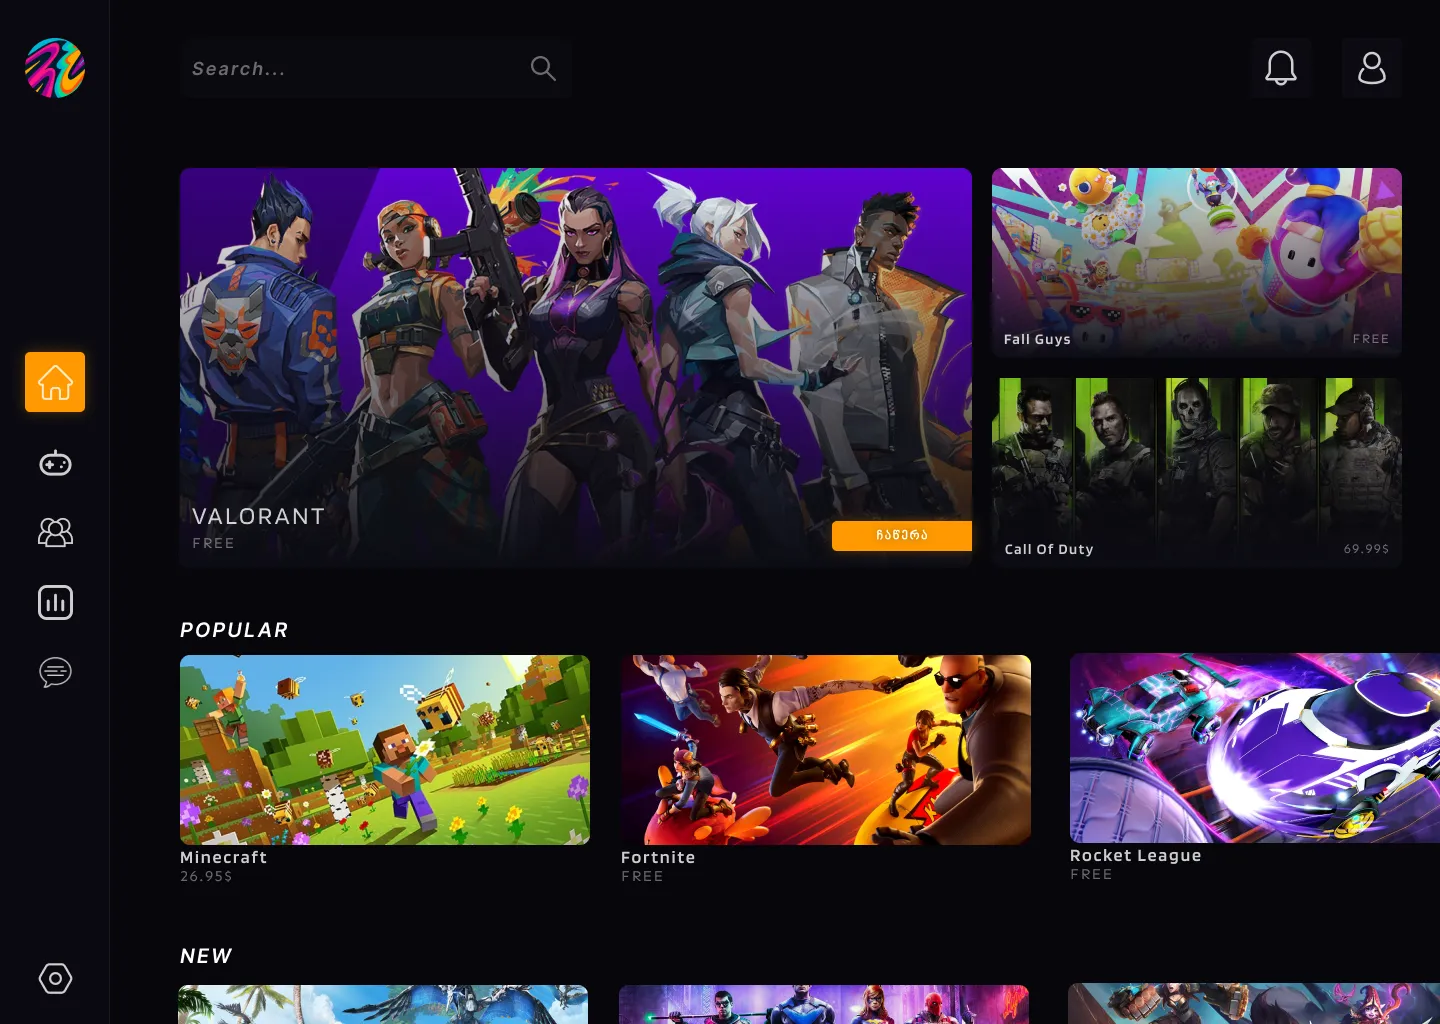 Search...
VALORANT
FREE
ჩაწერა
Fall Guys
FREE
Call Of Duty
69.99$
POPULAR
Minecraft
26.95$
Fortnite
FREE
Rocket League
FREE
NEW